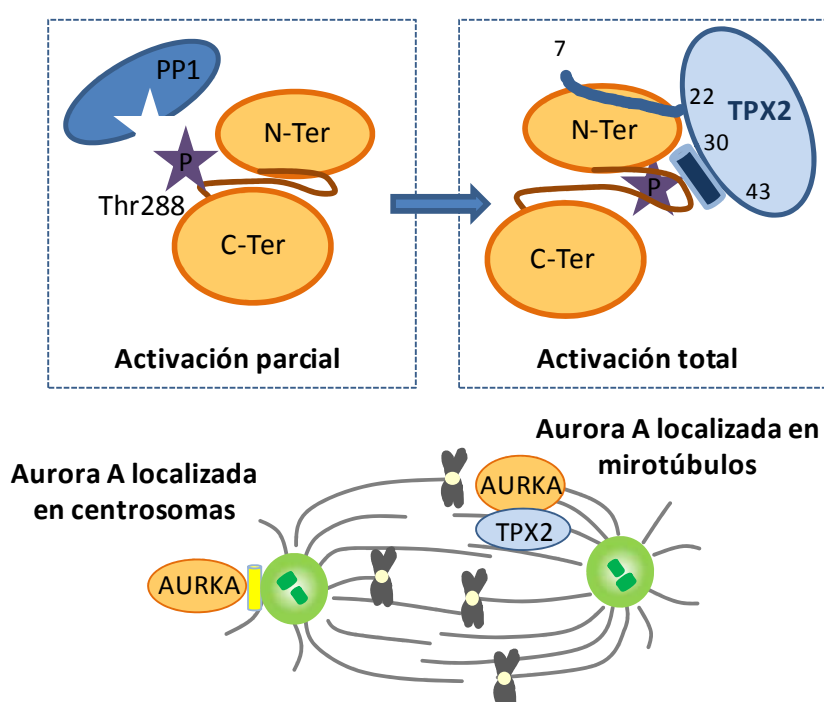 PP1
P
Thr288
N-Ter
C-Ter
Activación parcial
7
22
TPX2
N-Ter
30
P
43
C-Ter
Activación total
Aurora A localizada
en centrosomas
AURKA
Aurora A localizada en
mirotúbulos
AURKA
TPX2